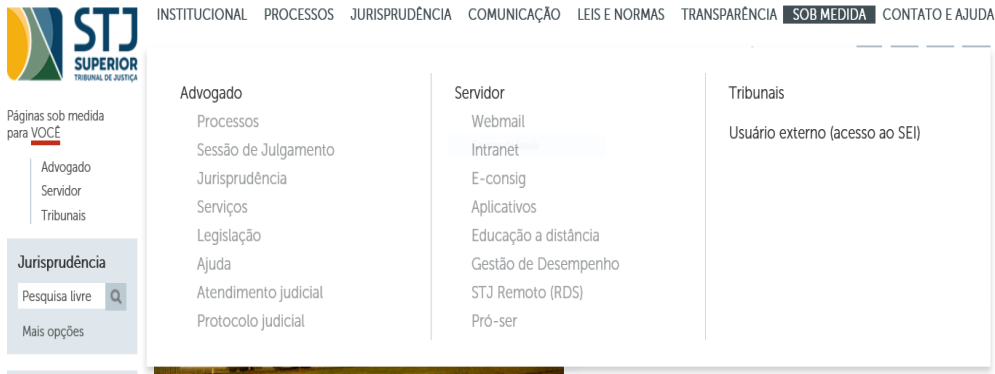 STJ
SUPERIOR
TRIBUNAL DE JUSTIÇA
INSTITUCIONAL PROCESSOS JURISPRUDÊNCIA COMUNICAÇÃO LEIS E NORMAS TRANSPARÊNCIA SOB MEDIDA CONTATO E AJUDA
Páginas sob medida
para VOCÊ
Advogado
Servidor
Tribunais
Jurisprudência
Pesquisa livre
Mais opções
Advogado
Processos
Sessão de Julgamento
Jurisprudência
Serviços
Legislação
Ajuda
Atendimento judicial
Protocolo judicial
Servidor
Webmail
Intranet
E-consig
Aplicativos
Educação a distância
Gestão de Desempenho
STJ Remoto (RDS)
Pró-ser
Tribunais
Usuário externo (acesso ao SEI)